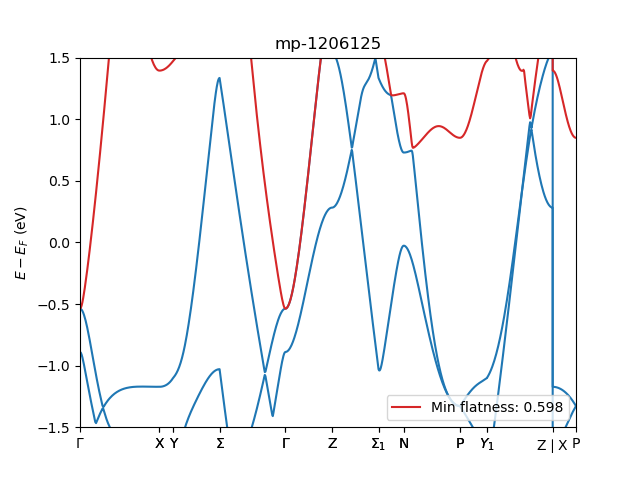 mp-1206125
E − E_F (eV)
1.5
1.0
0.5
0.0
−0.5
−1.0
−1.5
Min flatness: 0.598
Γ X Y Σ Γ Z Σ₁ N P Y₁ Z | X P